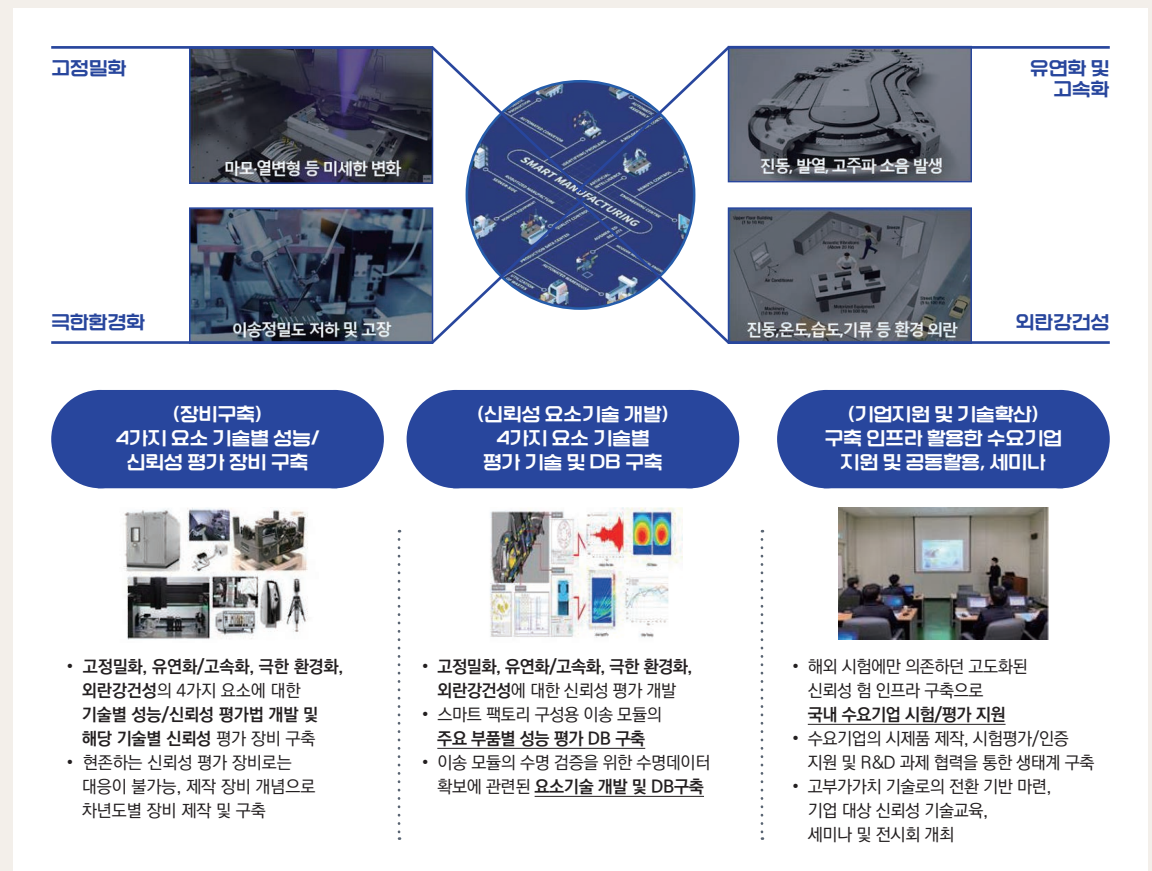 고정밀화
마모·열변형 등 미세한 변화
유연화 및
고속화
진동, 발열, 고주파 소음 발생
SMART MANUFACTURING
AUTOMATED CONVEYOR
IDENTIFYING PROBLEMS
ARTIFICIAL
INTELLIGENCE
REMOTE CONTROL
ENGINEERING CENTRE
QUALITY CONTROL
PRODUCTION DATA CENTER
AUTOMATED WAREHOUSE
극한환경화
이송정밀도 저하 및 고장
외란강건성
Air Conditioner
진동,온도,습도,기류 등 환경 외란
(장비구축)
4가지 요소 기술별 성능/
신뢰성 평가 장비 구축
(신뢰성 요소기술 개발)
4가지 요소 기술별
평가 기술 및 DB 구축
(기업지원 및 기술확산)
구축 인프라 활용한 수요기업
지원 및 공동활용, 세미나
• 고정밀화, 유연화/고속화, 극한 환경화,
외란강건성의 4가지 요소에 대한
기술별 성능/신뢰성 평가법 개발 및
해당 기술별 신뢰성 평가 장비 구축
• 현존하는 신뢰성 평가 장비로는
대응이 불가능, 제작 장비 개념으로
차년도별 장비 제작 및 구축
• 고정밀화, 유연화/고속화, 극한 환경화,
외란강건성에 대한 신뢰성 평가 개발
• 스마트 팩토리 구성용 이송 모듈의
주요 부품별 성능 평가 DB 구축
• 이송 모듈의 수명 검증을 위한 수명데이터
확보에 관련된 요소기술 개발 및 DB구축
• 해외 시험에만 의존하던 고도화된
신뢰성 험 인프라 구축으로
국내 수요기업 시험/평가 지원
• 수요기업의 시제품 제작, 시험평가/인증
지원 및 R&D 과제 협력을 통한 생태계 구축
• 고부가가치 기술로의 전환 기반 마련,
기업 대상 신뢰성 기술교육,
세미나 및 전시회 개최